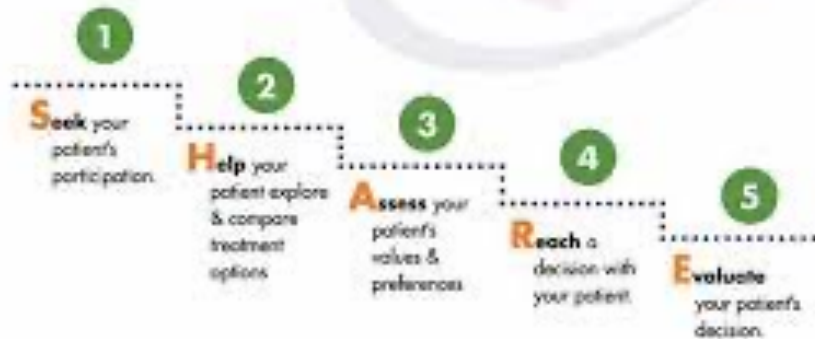 1
Seek your
patient's
participation.
2
Help your
patient explore
& compare
treatment
options
3
Assess your
patient's
values &
preferences
4
Reach a
decision with
your patient
5
Evaluate
your patient's
decision.